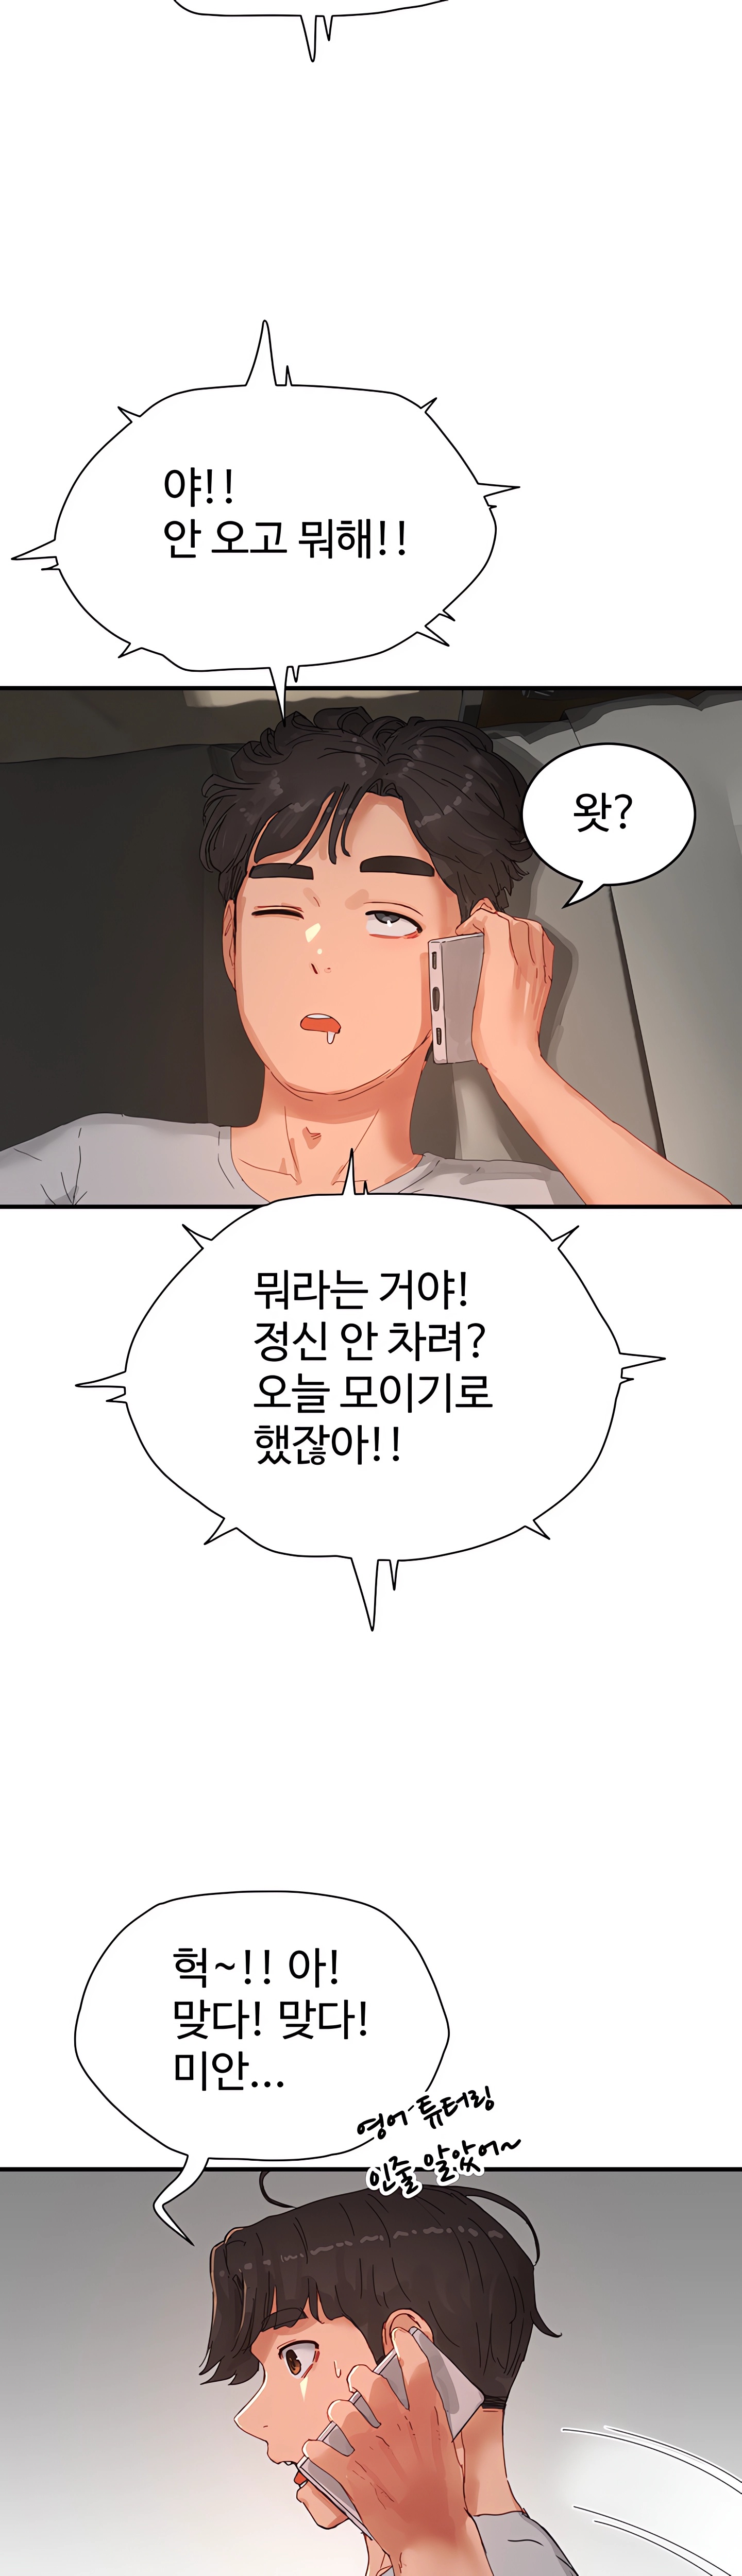 야!!
안 오고 뭐해!!
왓?
뭐라는 거야!
정신 안 차려?
오늘 모이기로
했잖아!!
헉~!! 아!
맞다! 맞다!
미안...
영어 튜터링
인줄 알았어~